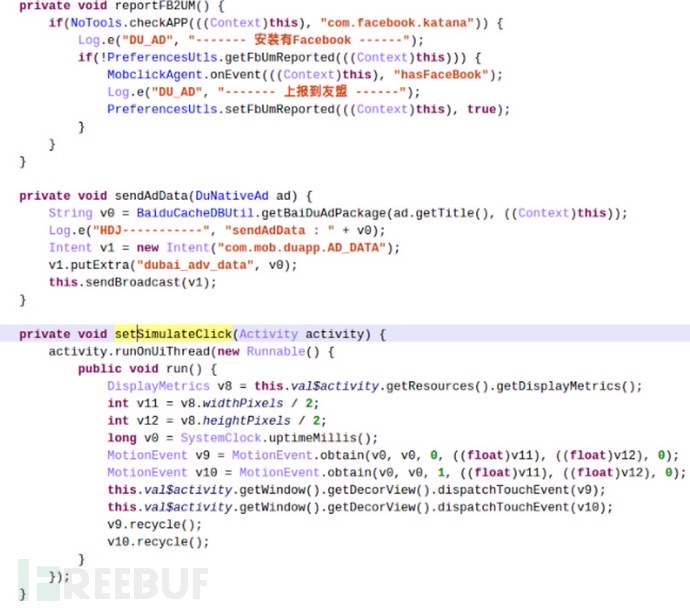 private void reportFB2UM() {
if(NoTools.checkAPP(((Context)this), "com.facebook.katana")) {
Log.e("DU_AD", "------- 安装有Facebook ------");
if(!PreferencesUtls.getFbUmReported(((Context)this))) {
MobclickAgent.onEvent(((Context)this), "hasFaceBook");
Log.e("DU_AD", "------- 上报到友盟 ------");
PreferencesUtls.setFbUmReported(((Context)this), true);
}
}
}
private void sendAdData(DuNativeAd ad) {
String v0 = BaiduCacheDBUtil.getBaiDuAdPackage(ad.getTitle(), ((Context)this));
Log.e("HDJ-----------", "sendAdData : " + v0);
Intent v1 = new Intent("com.mob.duapp.AD_DATA");
v1.putExtra("dubai_adv_data", v0);
this.sendBroadcast(v1);
}
private void setSimulateClick(Activity activity) {
activity.runOnUiThread(new Runnable() {
public void run() {
DisplayMetrics v8 = this.val$activity.getResources().getDisplayMetrics();
int v11 = v8.widthPixels / 2;
int v12 = v8.heightPixels / 2;
long v0 = SystemClock.uptimeMillis();
MotionEvent v9 = MotionEvent.obtain(v0, v0, 0, ((float)v11), ((float)v12), 0);
MotionEvent v10 = MotionEvent.obtain(v0, v0, 1, ((float)v11), ((float)v12), 0);
this.val$activity.getWindow().getDecorView().dispatchTouchEvent(v9);
this.val$activity.getWindow().getDecorView().dispatchTouchEvent(v10);
v9.recycle();
v10.recycle();
}
});
}
FREEBUF